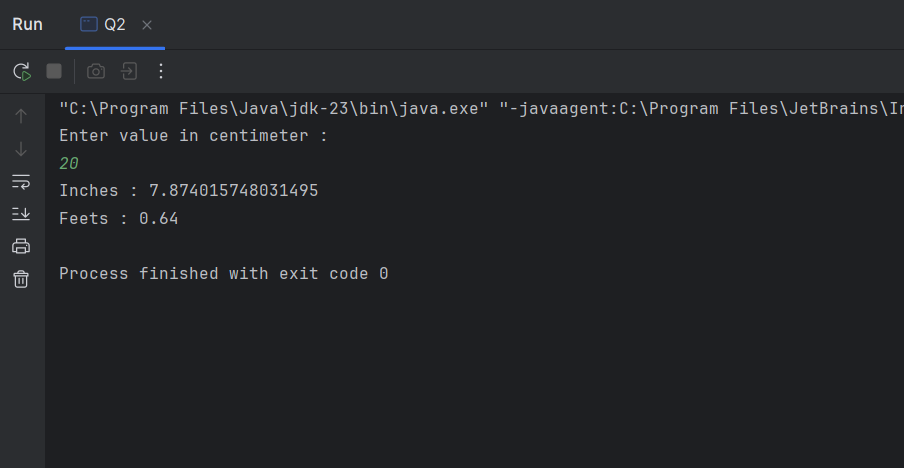 Run Q2
"C:\Program Files\Java\jdk-23\bin\java.exe" "-javaagent:C:\Program Files\JetBrains\
Enter value in centimeter :
20
Inches : 7.874015748031495
Feets : 0.64
Process finished with exit code 0